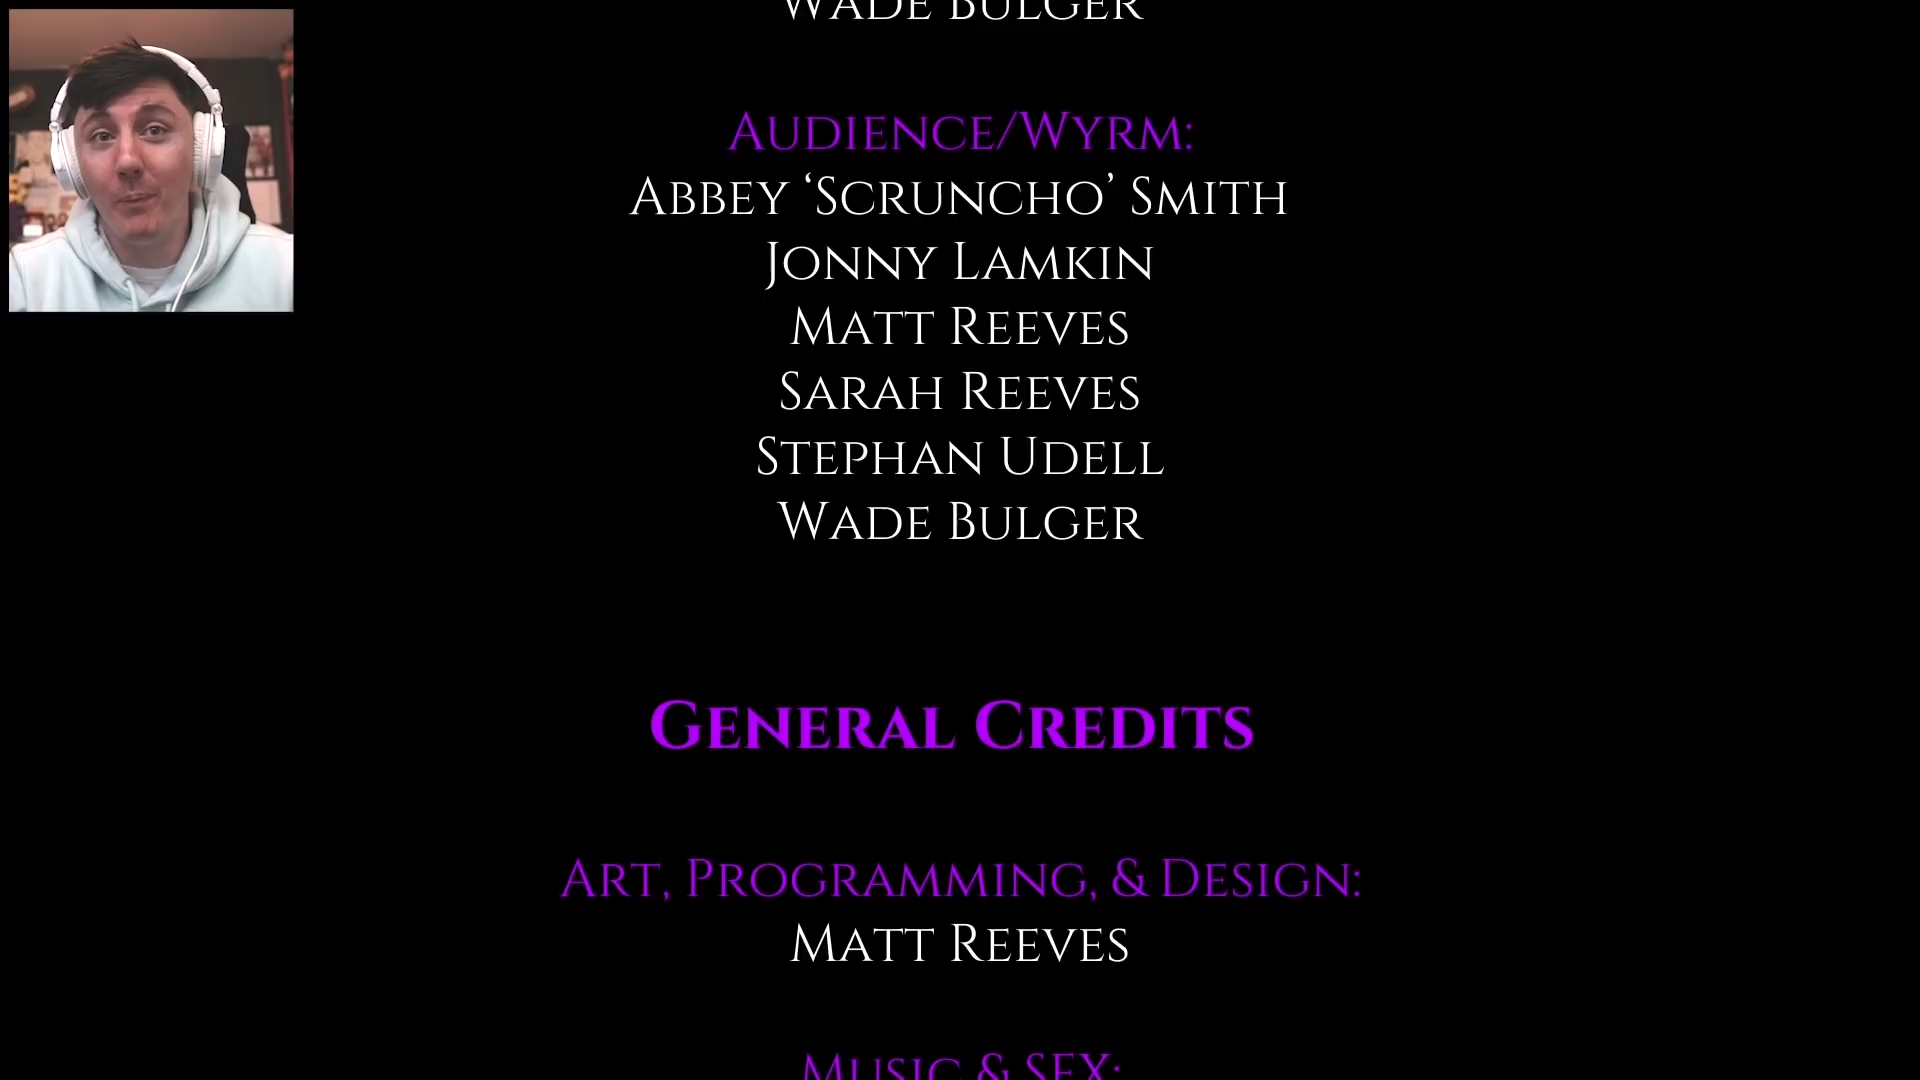 Wade Bulger
Audience/Wyrm:
Abbey ‘Scruncho’ Smith
Jonny Lamkin
Matt Reeves
Sarah Reeves
Stephan Udell
Wade Bulger
General Credits
Art, Programming, & Design:
Matt Reeves
Music & SFX: